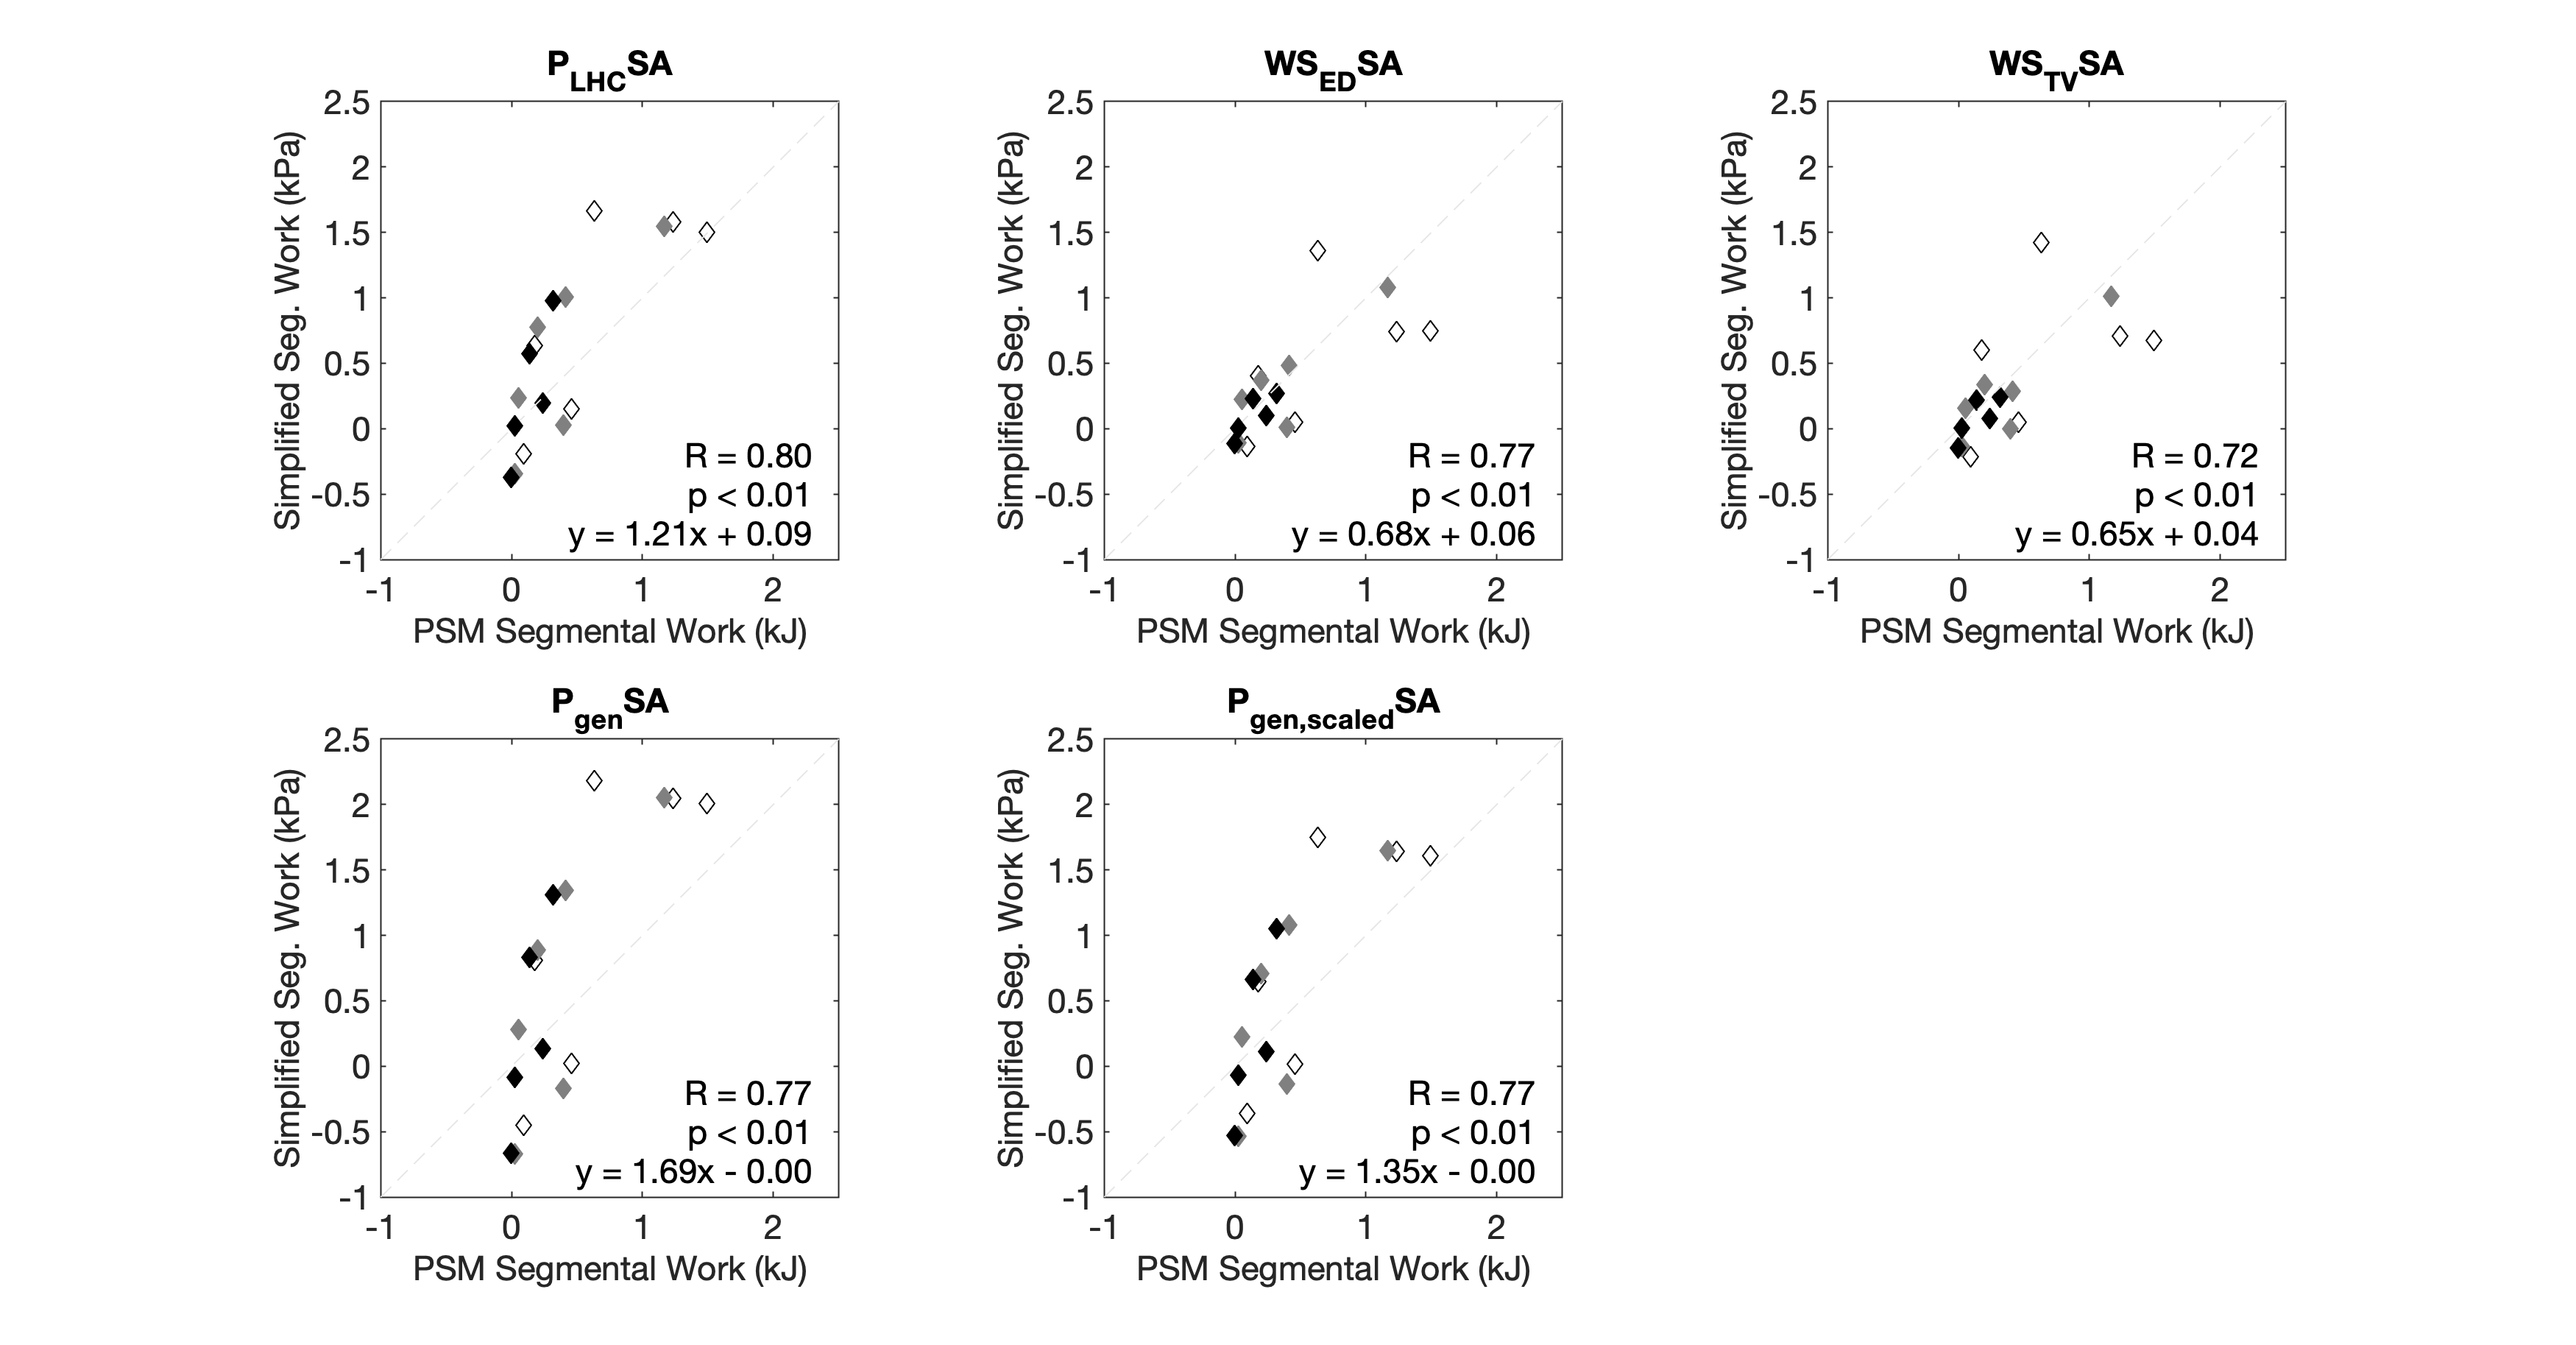 P_LHC SA
2.5
2
1.5
1
0.5
0
-0.5
-1
-1 0 1 2
Simplified Seg. Work (kPa)
PSM Segmental Work (kJ)
R = 0.80
p < 0.01
y = 1.21x + 0.09
WS_ED SA
2.5
2
1.5
1
0.5
0
-0.5
-1
-1 0 1 2
Simplified Seg. Work (kPa)
PSM Segmental Work (kJ)
R = 0.77
p < 0.01
y = 0.68x + 0.06
WS_TV SA
2.5
2
1.5
1
0.5
0
-0.5
-1
-1 0 1 2
Simplified Seg. Work (kPa)
PSM Segmental Work (kJ)
R = 0.72
p < 0.01
y = 0.65x + 0.04
P_gen SA
2.5
2
1.5
1
0.5
0
-0.5
-1
-1 0 1 2
Simplified Seg. Work (kPa)
PSM Segmental Work (kJ)
R = 0.77
p < 0.01
y = 1.69x - 0.00
P_gen,scaled SA
2.5
2
1.5
1
0.5
0
-0.5
-1
-1 0 1 2
Simplified Seg. Work (kPa)
PSM Segmental Work (kJ)
R = 0.77
p < 0.01
y = 1.35x - 0.00